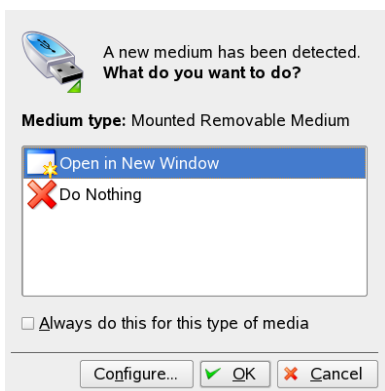 A new medium has been detected.
What do you want to do?
Medium type: Mounted Removable Medium
Open in New Window
Do Nothing
Always do this for this type of media
Configure... OK Cancel